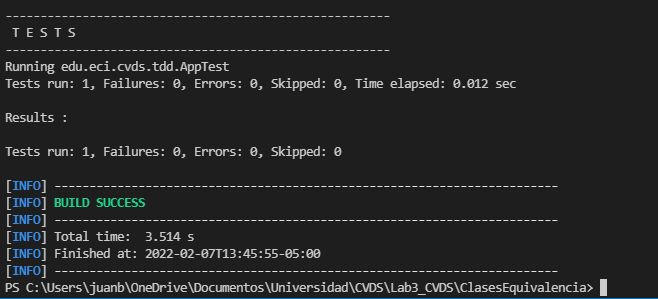 -------------------------------------------------------
T E S T S
-------------------------------------------------------
Running edu.eci.cvds.tdd.AppTest
Tests run: 1, Failures: 0, Errors: 0, Skipped: 0, Time elapsed: 0.012 sec
Results :
Tests run: 1, Failures: 0, Errors: 0, Skipped: 0
[INFO] ------------------------------------------------------------------------
[INFO] BUILD SUCCESS
[INFO] ------------------------------------------------------------------------
[INFO] Total time:  3.514 s
[INFO] Finished at: 2022-02-07T13:45:55-05:00
[INFO] ------------------------------------------------------------------------
PS C:\Users\juanb\OneDrive\Documentos\Universidad\CVDS\Lab3_CVDS\ClasesEquivalencia>